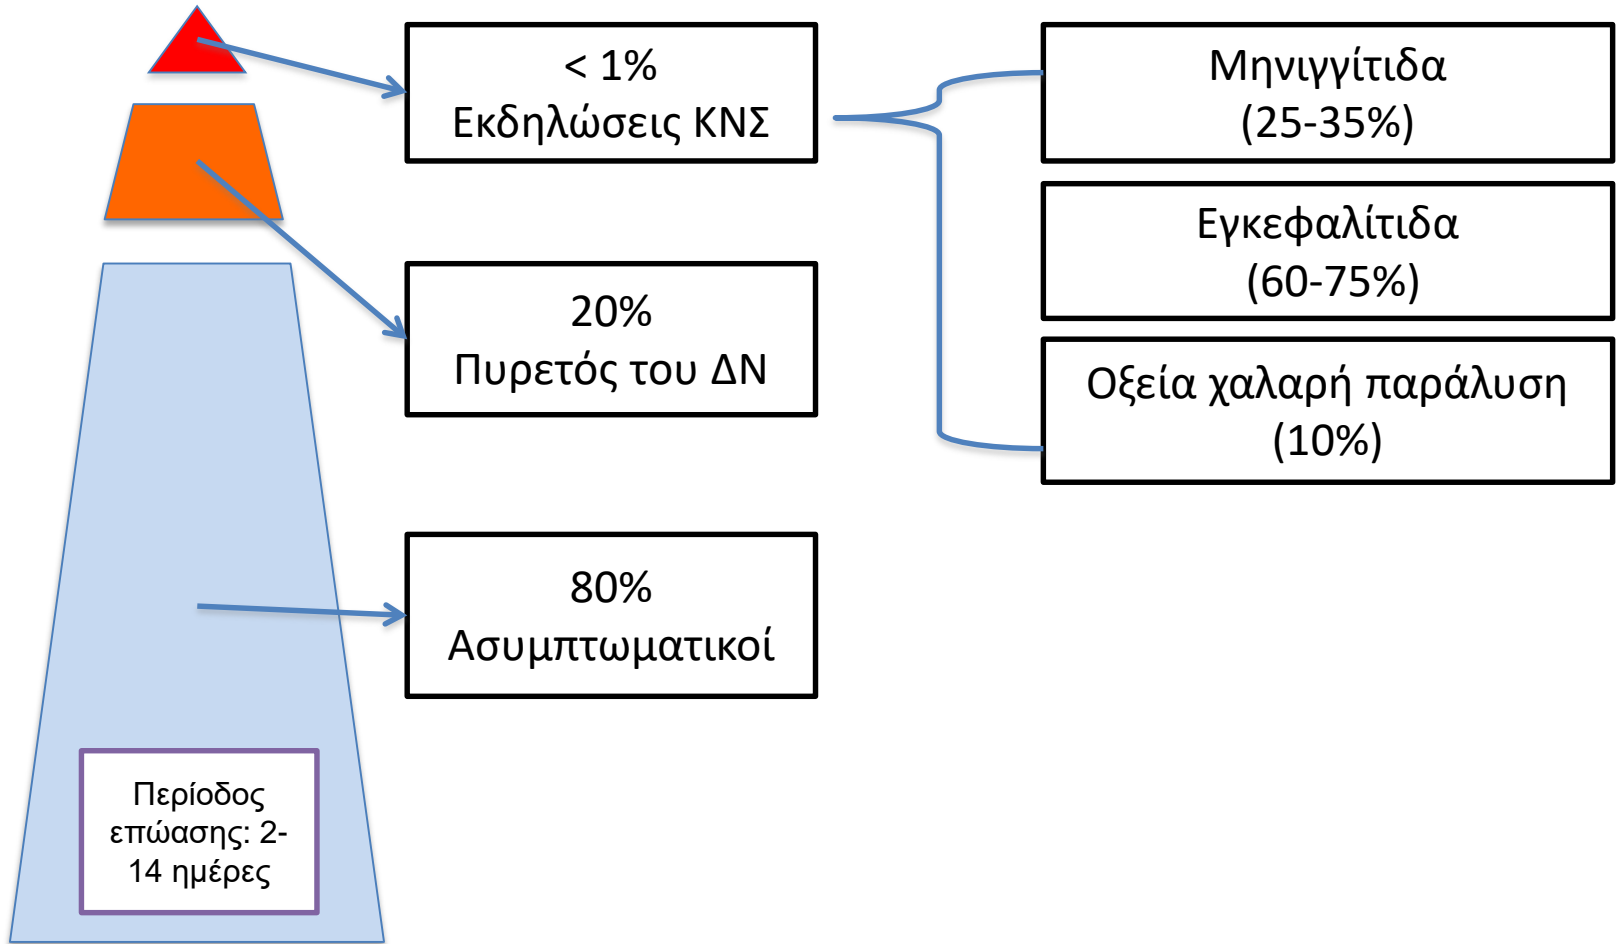 < 1%
Εκδηλώσεις ΚΝΣ
20%
Πυρετός του ΔΝ
80%
Ασυμπτωματικοί
Περίοδος
επώασης: 2-
14 ημέρες
Μηνιγγίτιδα
(25-35%)
Εγκεφαλίτιδα
(60-75%)
Οξεία χαλαρή παράλυση
(10%)